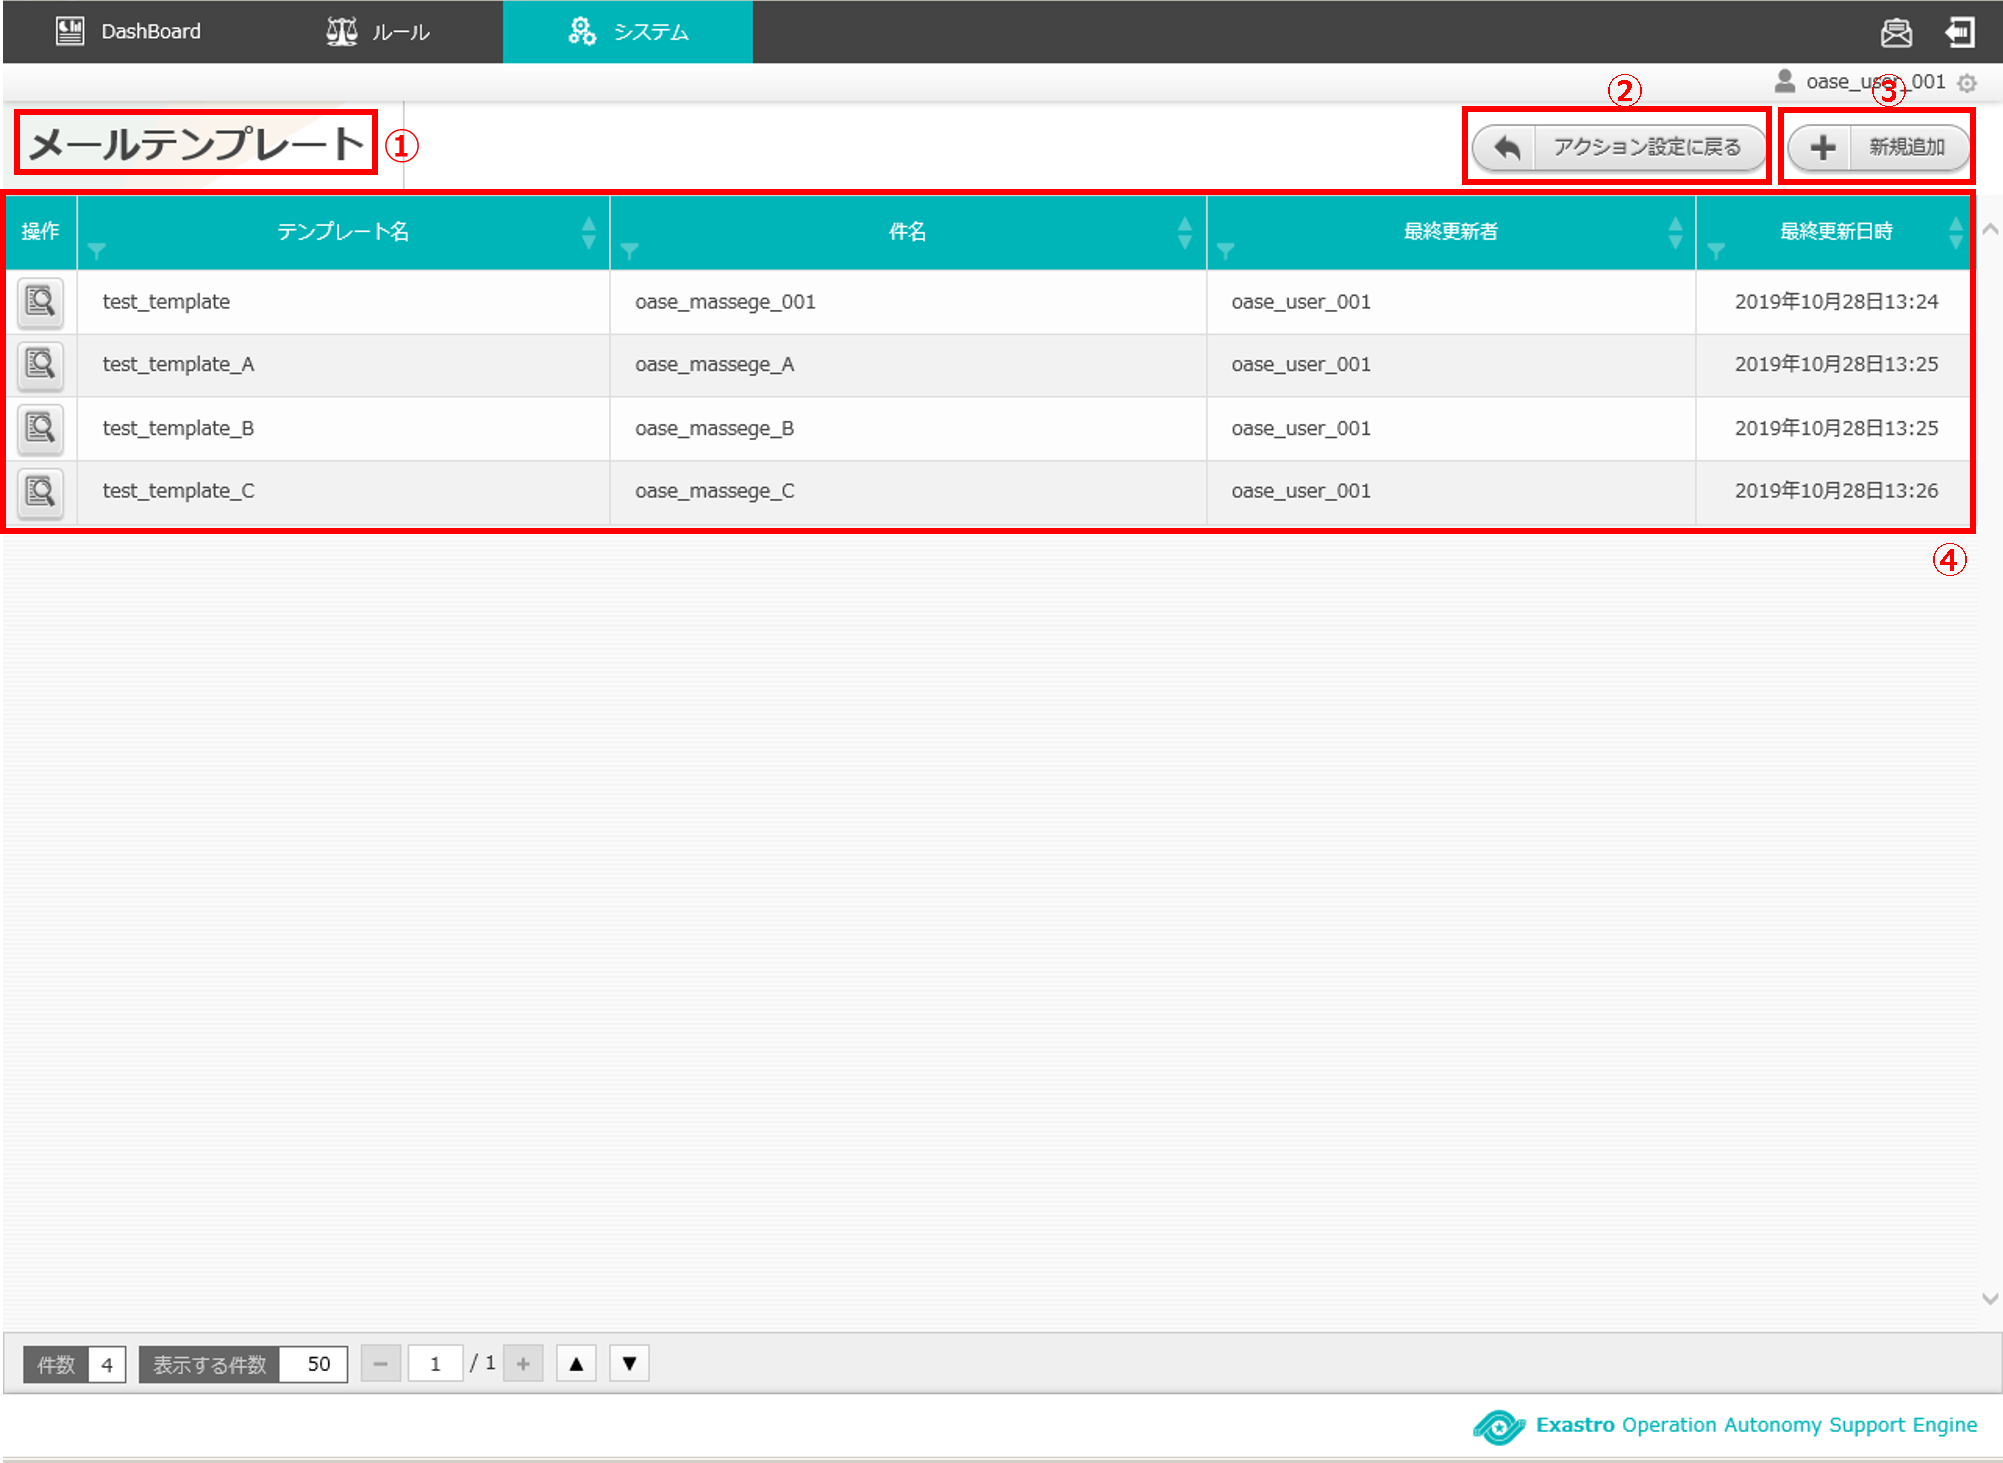 DashBoard ルール システム
oase_user_001
② ③
メールテンプレート ① アクション設定に戻る 新規追加
操作 テンプレート名 件名 最終更新者 最終更新日時
test_template oase_massege_001 oase_user_001 2019年10月28日13:24
test_template_A oase_massege_A oase_user_001 2019年10月28日13:25
test_template_B oase_massege_B oase_user_001 2019年10月28日13:25
test_template_C oase_massege_C oase_user_001 2019年10月28日13:26
④
件数 4 表示する件数 50 − 1 / 1 + ▲ ▼
Exastro Operation Autonomy Support Engine